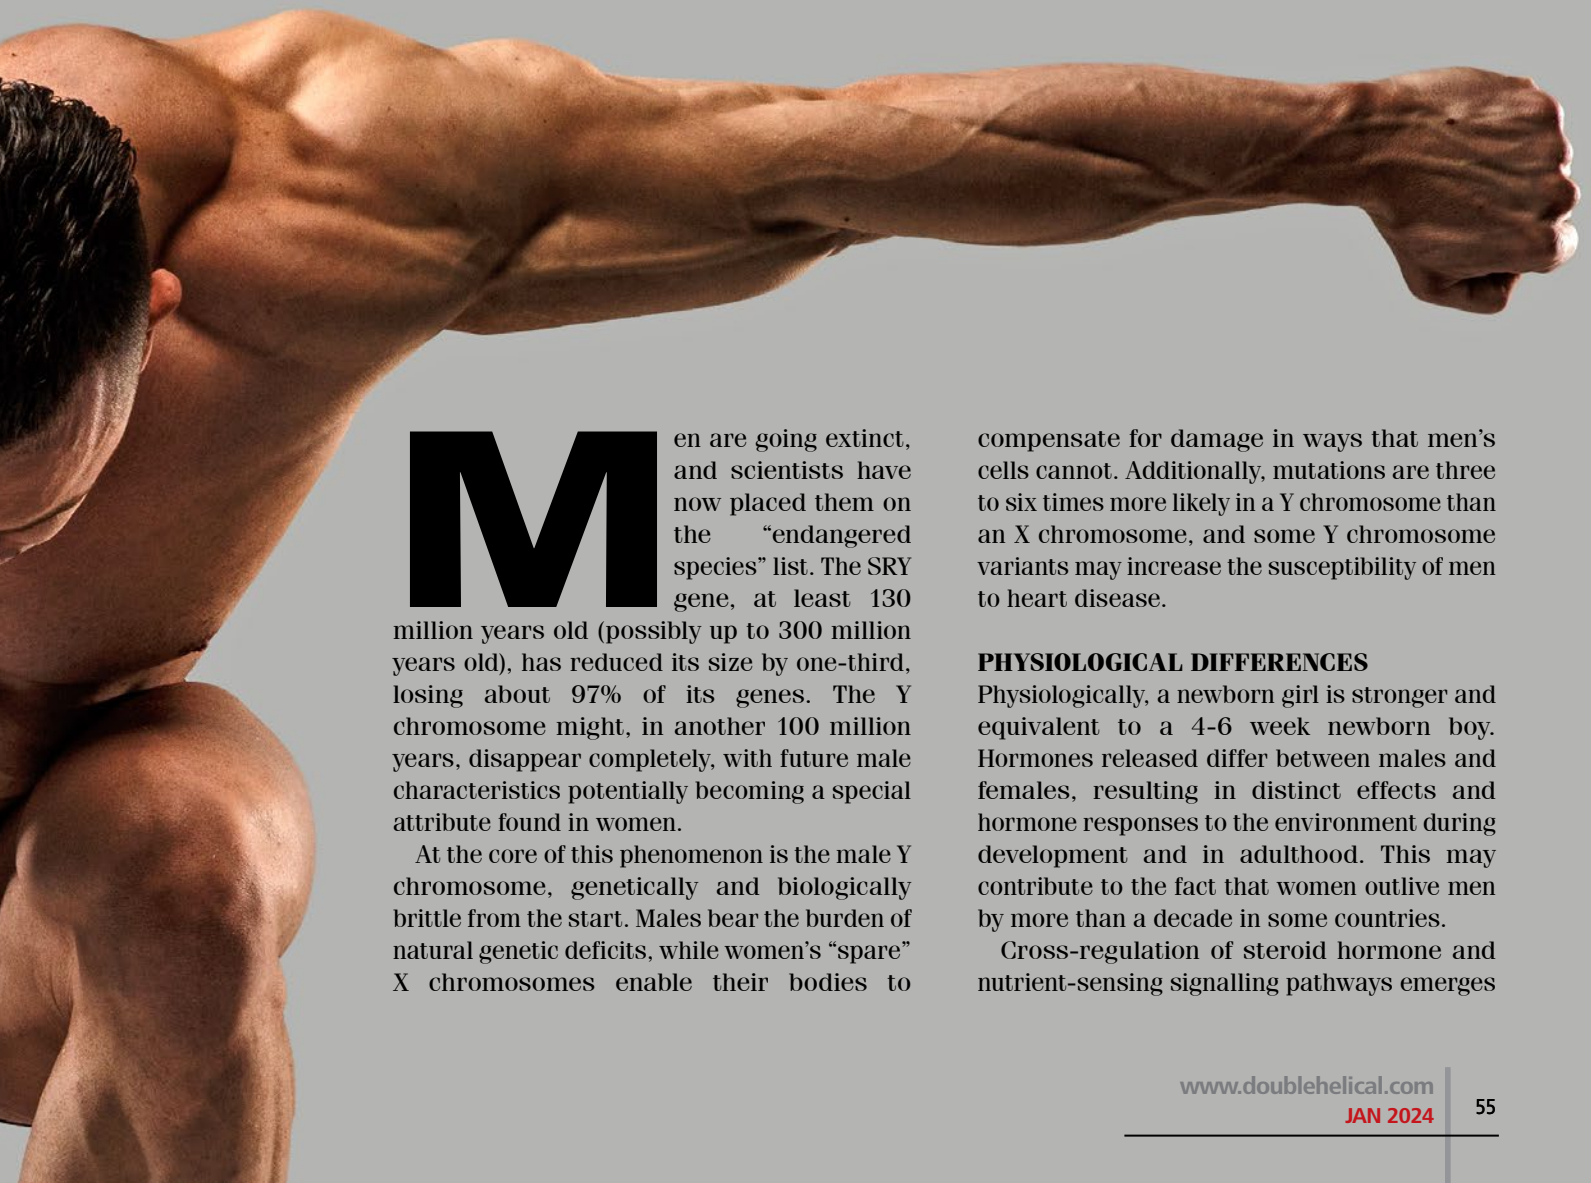 Men are going extinct,
and scientists have
now placed them on
the “endangered
species” list. The SRY
gene, at least 130
million years old (possibly up to 300 million
years old), has reduced its size by one-third,
losing about 97% of its genes. The Y
chromosome might, in another 100 million
years, disappear completely, with future male
characteristics potentially becoming a special
attribute found in women.
At the core of this phenomenon is the male Y
chromosome, genetically and biologically
brittle from the start. Males bear the burden of
natural genetic deficits, while women’s “spare”
X chromosomes enable their bodies to
compensate for damage in ways that men’s
cells cannot. Additionally, mutations are three
to six times more likely in a Y chromosome than
an X chromosome, and some Y chromosome
variants may increase the susceptibility of men
to heart disease.
PHYSIOLOGICAL DIFFERENCES
Physiologically, a newborn girl is stronger and
equivalent to a 4-6 week newborn boy.
Hormones released differ between males and
females, resulting in distinct effects and
hormone responses to the environment during
development and in adulthood. This may
contribute to the fact that women outlive men
by more than a decade in some countries.
Cross-regulation of steroid hormone and
nutrient-sensing signalling pathways emerges
www.doublehelical.com
JAN 2024
55